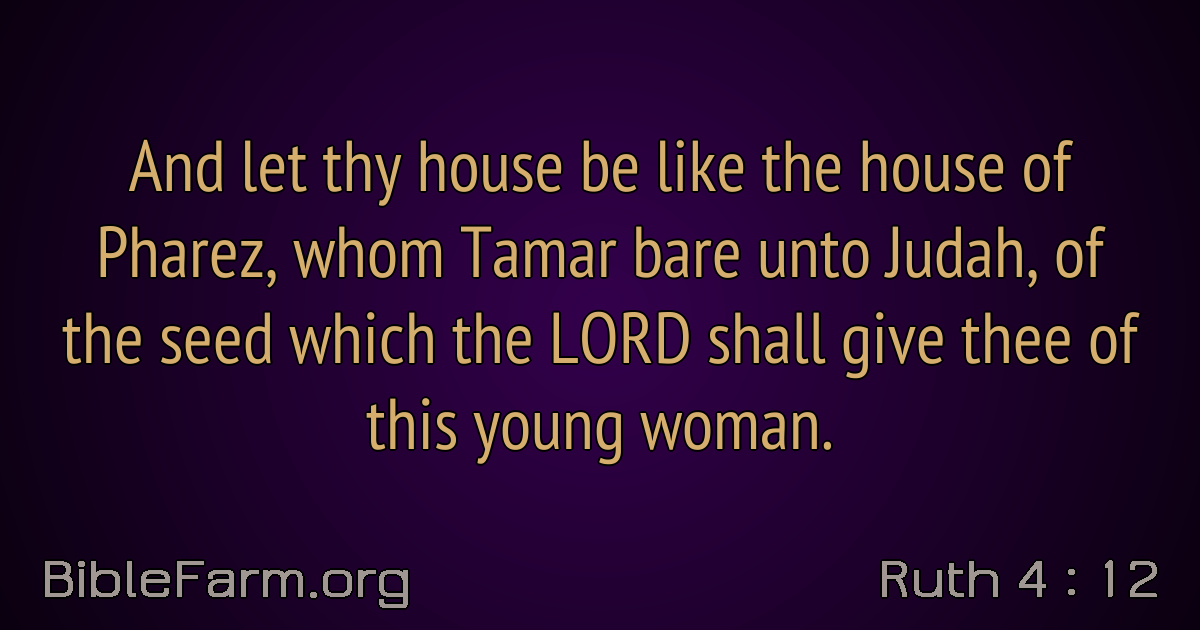 And let thy house be like the house of
Pharez, whom Tamar bare unto Judah, of
the seed which the LORD shall give thee of
this young woman.
BibleFarm.org
Ruth 4 : 12